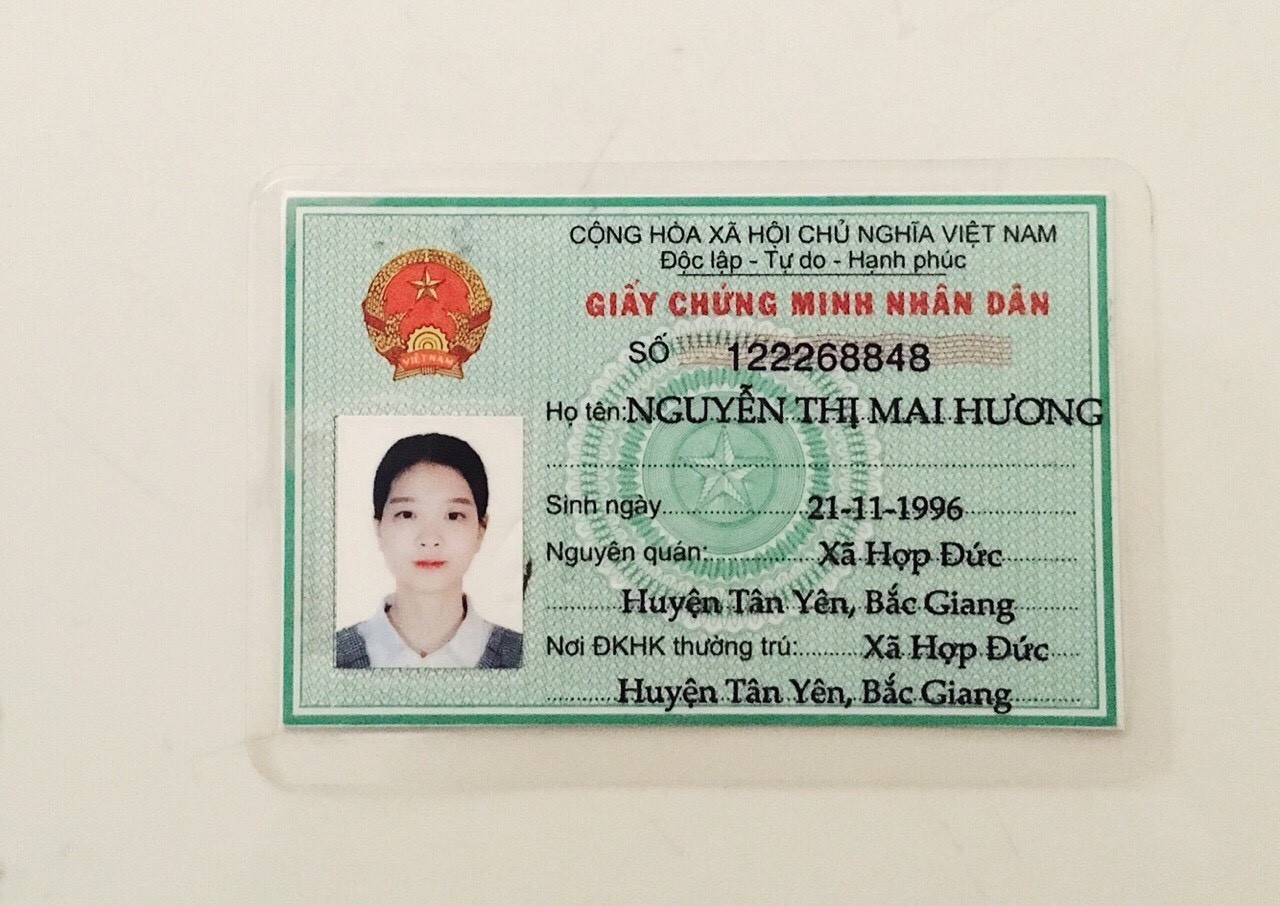 CỘNG HÒA XÃ HỘI CHỦ NGHĨA VIỆT NAM
Độc lập - Tự do - Hạnh phúc
GIẤY CHỨNG MINH NHÂN DÂN
SỐ 122268848
Họ tên: NGUYỄN THỊ MAI HƯƠNG
Sinh ngày 21-11-1996
Nguyên quán: Xã Hợp Đức
Huyện Tân Yên, Bắc Giang
Nơi ĐKHK thường trú: Xã Hợp Đức
Huyện Tân Yên, Bắc Giang
VIỆT NAM